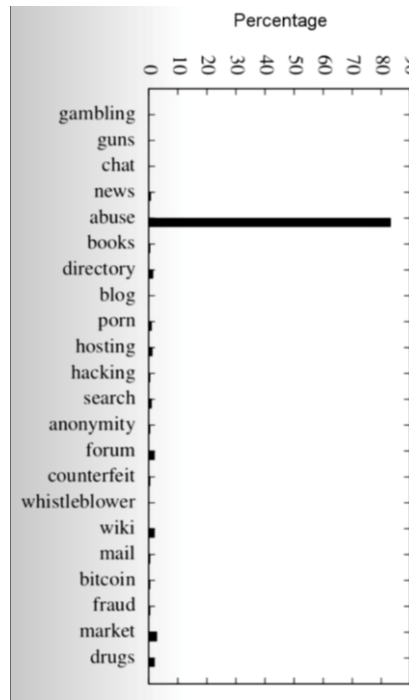 Percentage
0 10 20 30 40 50 60 70 80 90
gambling
guns
chat
news
abuse
books
directory
blog
porn
hosting
hacking
search
anonymity
forum
counterfeit
whistleblower
wiki
mail
bitcoin
fraud
market
drugs